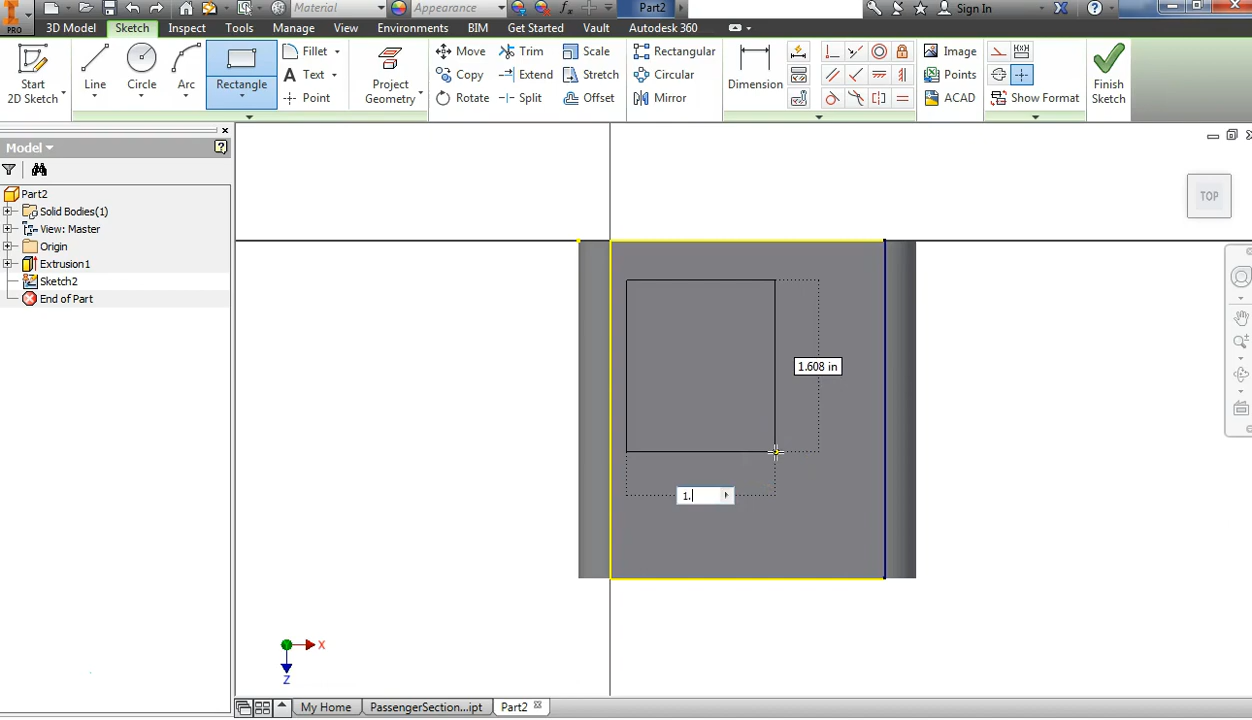 Material
Appearance
Part2
Sign In
PRO
3D Model
Sketch
Inspect
Tools
Manage
View
Environments
BIM
Get Started
Vault
Autodesk 360
Start
2D Sketch
Line
Circle
Arc
Rectangle
Fillet
Text
Point
Project
Geometry
Move
Copy
Rotate
Trim
Extend
Split
Scale
Stretch
Offset
Rectangular
Circular
Mirror
Dimension
Image
Points
ACAD
Show Format
Finish
Sketch
Model
Part2
Solid Bodies(1)
View: Master
Origin
Extrusion1
Sketch2
End of Part
TOP
1.608 in
1.
X
Z
My Home
PassengerSection...ipt
Part2